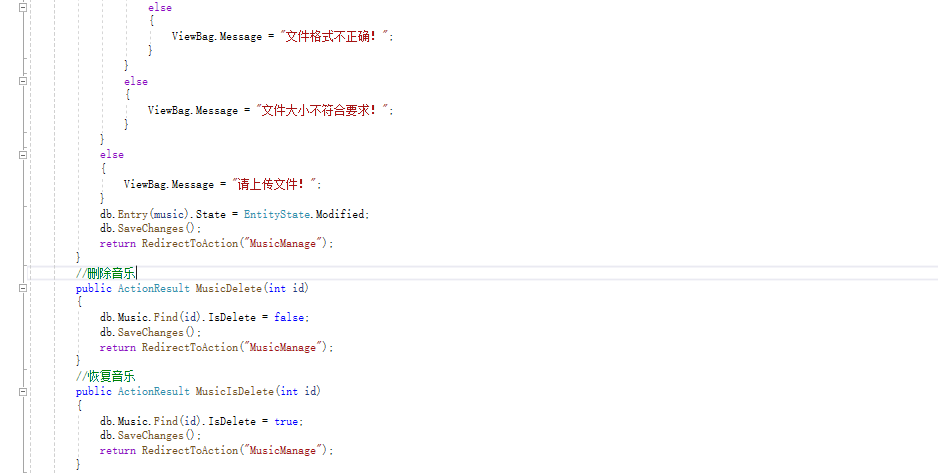 else
{
ViewBag.Message = "文件格式不正确！";
}
}
else
{
ViewBag.Message = "文件大小不符合要求！";
}
}
else
{
ViewBag.Message = "请上传文件！";
}
db.Entry(music).State = EntityState.Modified;
db.SaveChanges();
return RedirectToAction("MusicManage");
}
//删除音乐
public ActionResult MusicDelete(int id)
{
db.Music.Find(id).IsDelete = false;
db.SaveChanges();
return RedirectToAction("MusicManage");
}
//恢复音乐
public ActionResult MusicIsDelete(int id)
{
db.Music.Find(id).IsDelete = true;
db.SaveChanges();
return RedirectToAction("MusicManage");
}